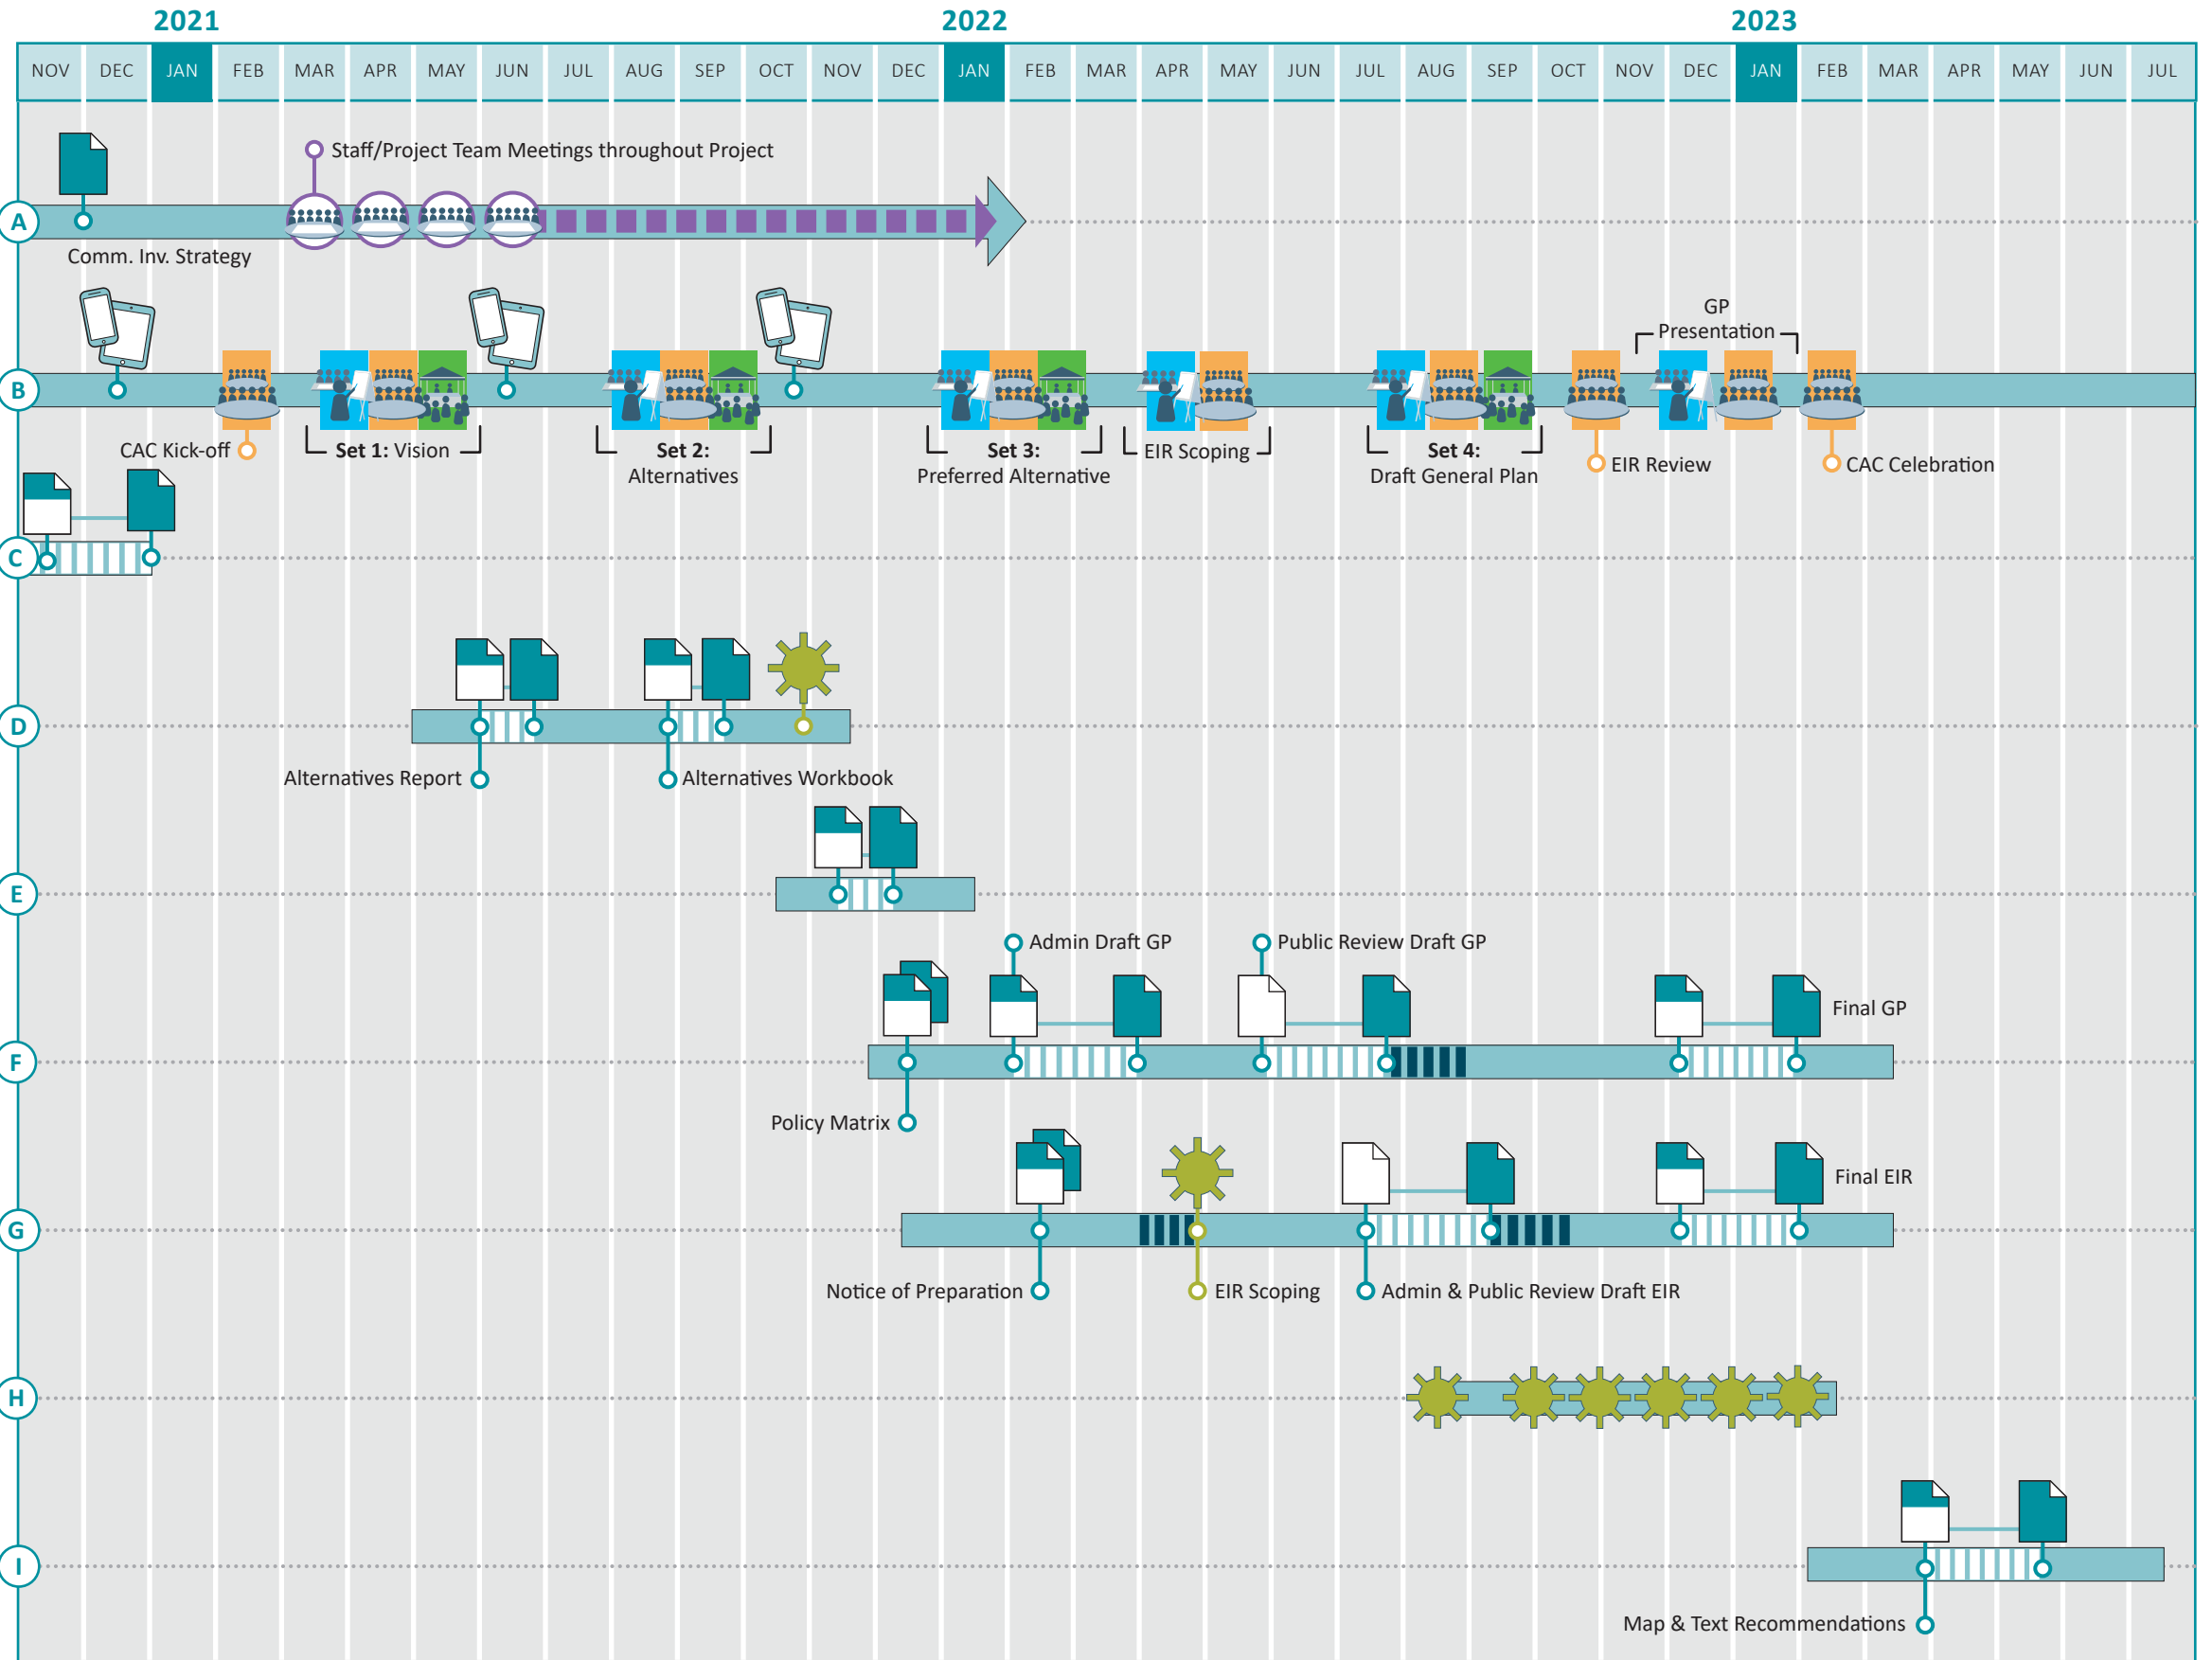 2021 2022 2023
NOV DEC JAN FEB MAR APR MAY JUN JUL AUG SEP OCT NOV DEC JAN FEB MAR APR MAY JUN JUL AUG SEP OCT NOV DEC JAN FEB MAR APR MAY JUN JUL
Staff/Project Team Meetings throughout Project
A
Comm. Inv. Strategy
GP
Presentation
B
CAC Kick-off
Set 1: Vision
Set 2:
Alternatives
Set 3:
Preferred Alternative
EIR Scoping
Set 4:
Draft General Plan
EIR Review
CAC Celebration
C
D
Alternatives Report
Alternatives Workbook
E
Admin Draft GP
Public Review Draft GP
Final GP
F
Policy Matrix
Final EIR
G
Notice of Preparation
EIR Scoping
Admin & Public Review Draft EIR
H
I
Map & Text Recommendations